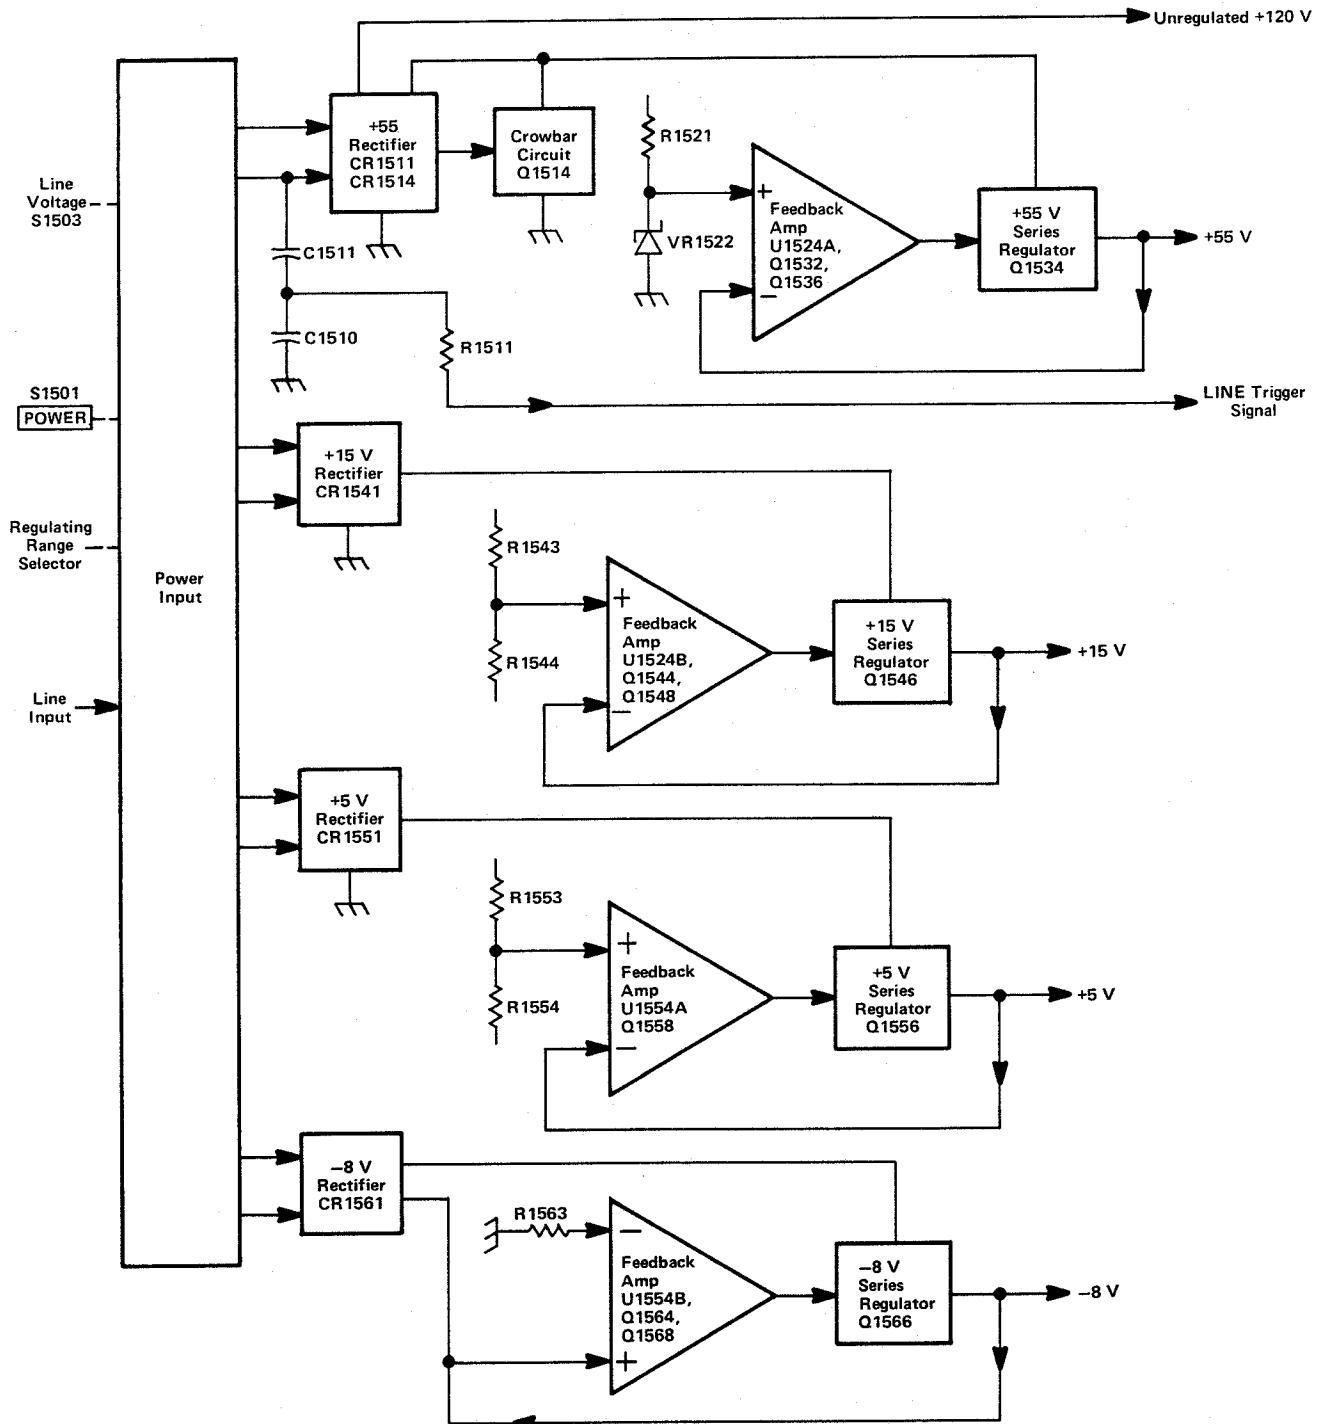 Unregulated +120 V
+55
Rectifier
CR1511
CR1514
Crowbar
Circuit
Q1514
R1521
VR1522
+
Feedback
Amp
U1524A,
Q1532,
Q1536
−
+55 V
Series
Regulator
Q1534
+55 V
Line
Voltage
S1503
C1511
C1510
R1511
LINE Trigger
Signal
S1501
POWER
+15 V
Rectifier
CR1541
Regulating
Range
Selector
Power
Input
R1543
R1544
+
Feedback
Amp
U1524B,
Q1544,
Q1548
−
+15 V
Series
Regulator
Q1546
+15 V
Line
Input
+5 V
Rectifier
CR1551
R1553
R1554
+
Feedback
Amp
U1554A
Q1558
−
+5 V
Series
Regulator
Q1556
+5 V
−8 V
Rectifier
CR1561
R1563
−
Feedback
Amp
U1554B,
Q1564,
Q1568
+
−8 V
Series
Regulator
Q1566
−8 V